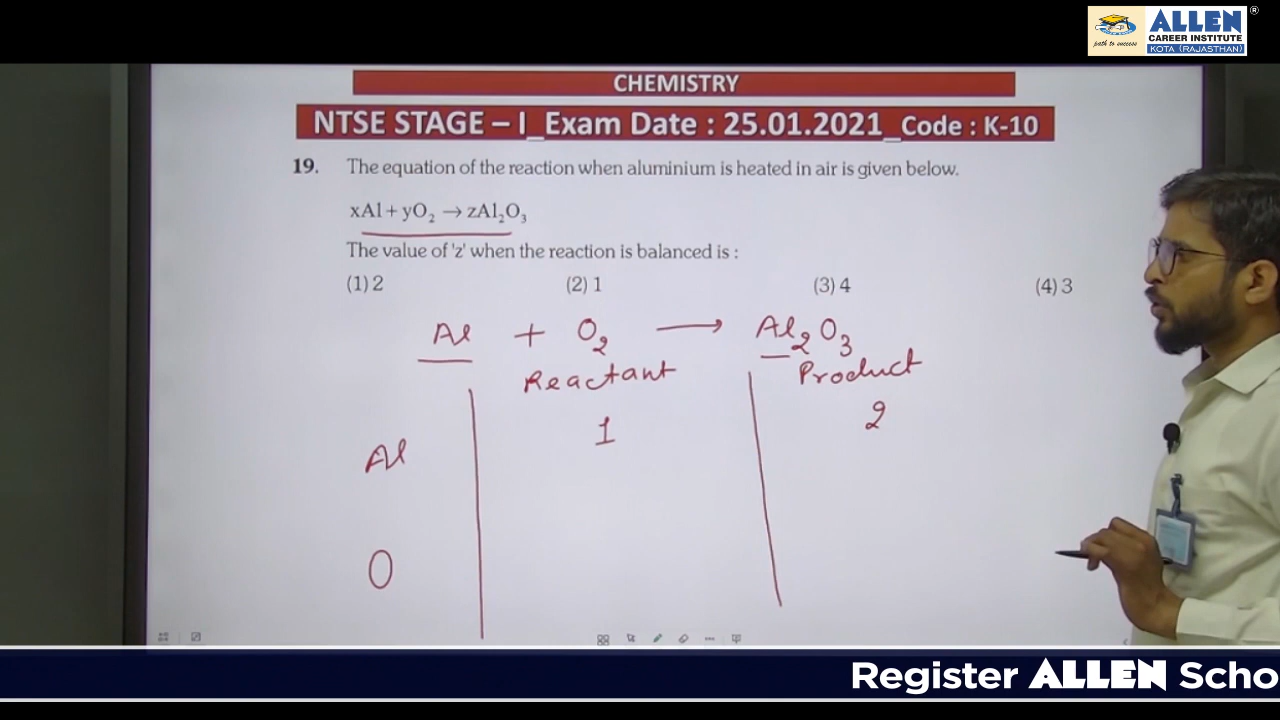 ALLEN ®
CAREER INSTITUTE
path to success
KOTA (RAJASTHAN)
CHEMISTRY
NTSE STAGE – I_Exam Date : 25.01.2021_Code : K-10
19. The equation of the reaction when aluminium is heated in air is given below.
xAl + yO₂ → zAl₂O₃
The value of 'z' when the reaction is balanced is :
(1) 2 (2) 1 (3) 4 (4) 3
Al + O₂ → Al₂O₃
Reactant Product
1 2
Al
O
Register ALLEN Scho